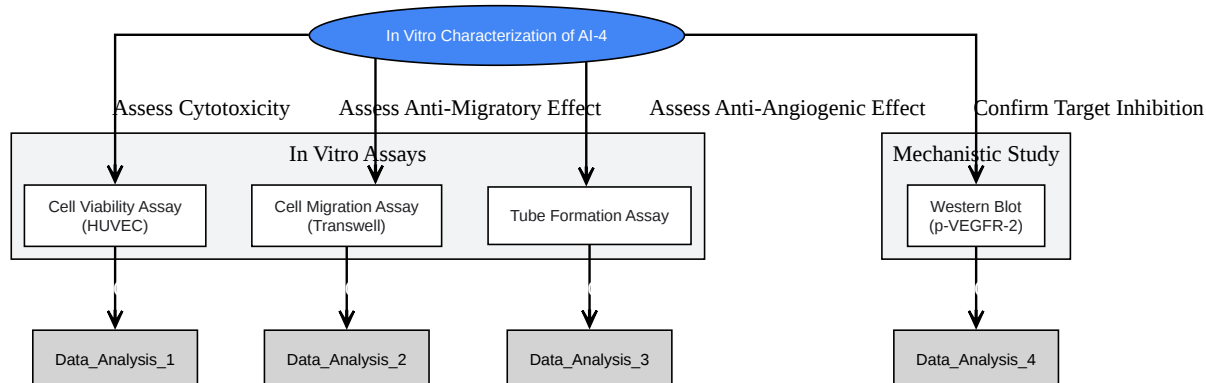 In Vitro Characterization of AI-4
Assess Cytotoxicity
Assess Anti-Migratory Effect
Assess Anti-Angiogenic Effect
Confirm Target Inhibition
In Vitro Assays
Mechanistic Study
Cell Viability Assay
(HUVEC)
Cell Migration Assay
(Transwell)
Tube Formation Assay
Western Blot
(p-VEGFR-2)
Data_Analysis_1
Data_Analysis_2
Data_Analysis_3
Data_Analysis_4